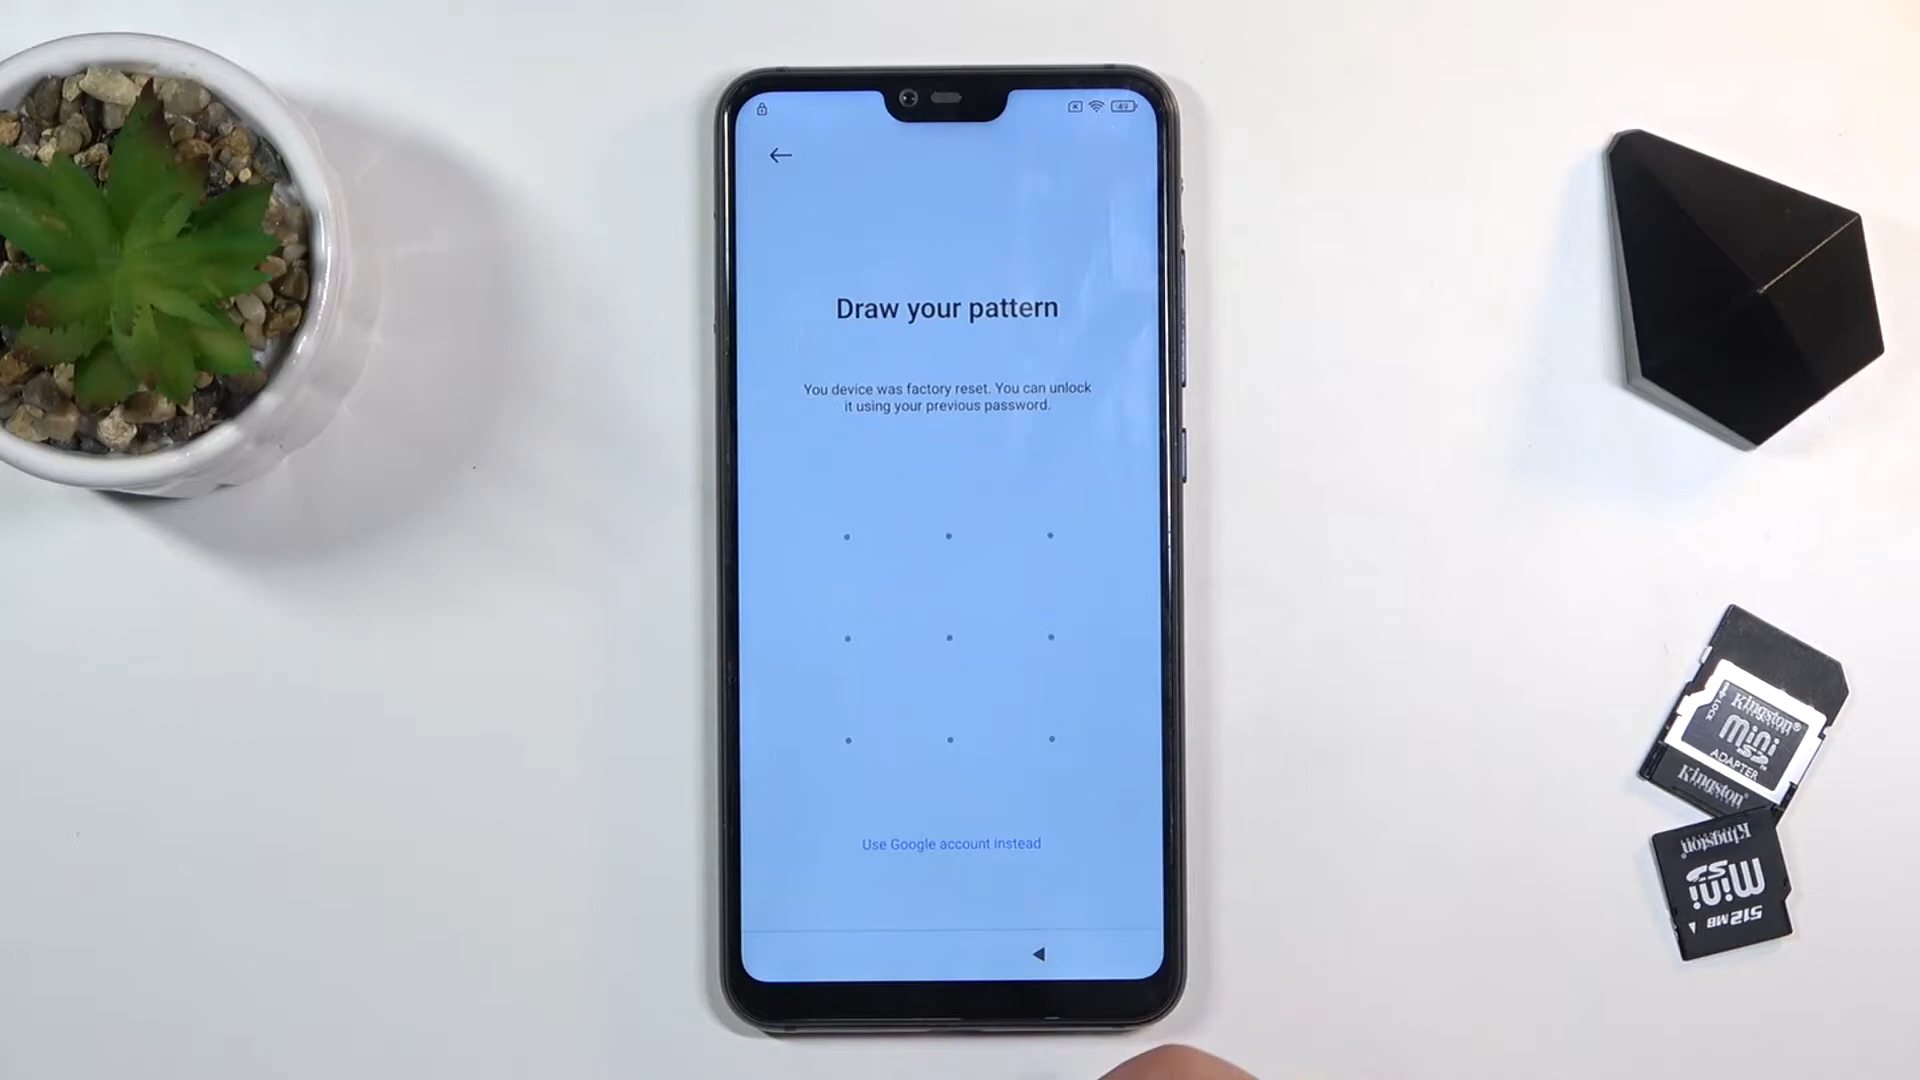 Draw your pattern
You device was factory reset. You can unlock
it using your previous password.
Use Google account instead
Kingston®
mini
SD
ADAPTER
Kingston®
LOCK
Kingston
mini
SD
512 MB